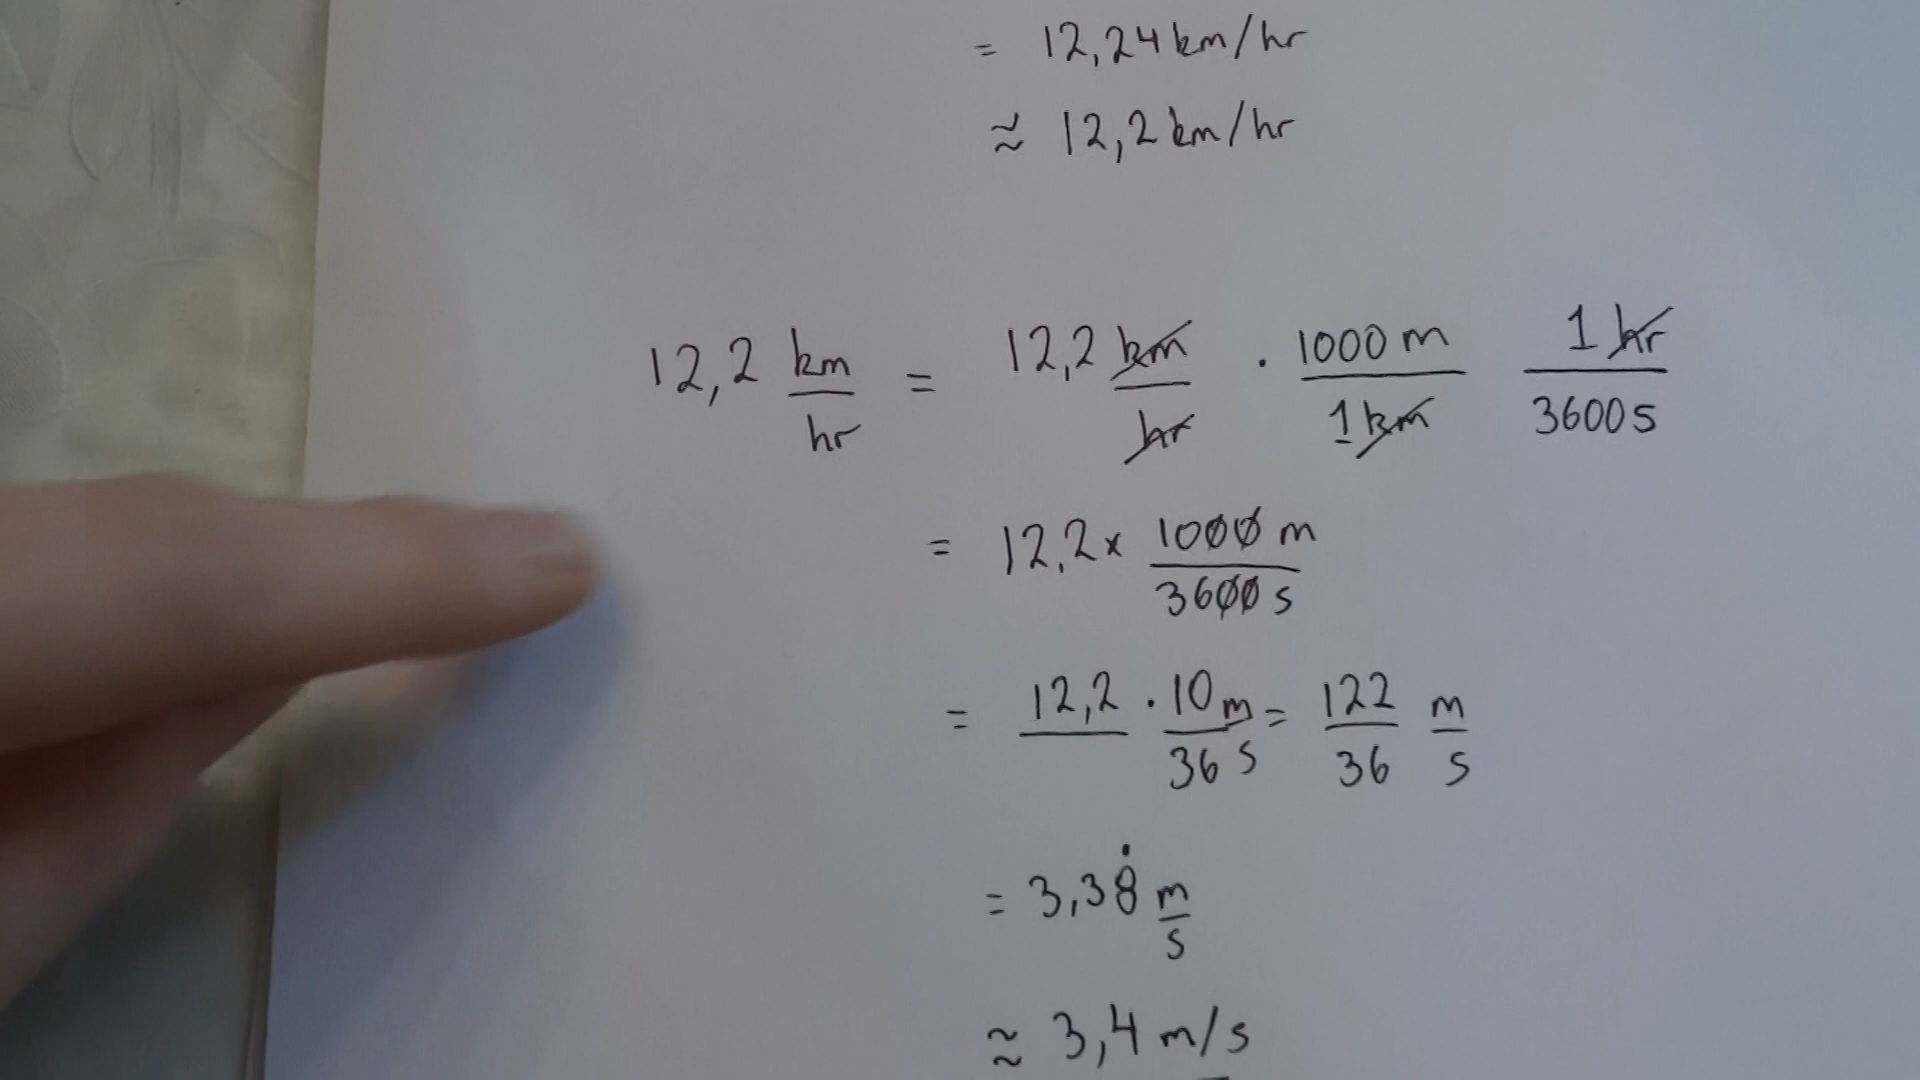 = 12,24 km/hr
≈ 12,2 km/hr
12,2 km/hr = 12,2 km/hr · 1000 m/1 km 1 hr/3600 s
= 12,2 × 1000 m/3600 s
= 12,2 · 10 m/36 s = 122/36 m/s
= 3,38̇ m/s
≈ 3,4 m/s